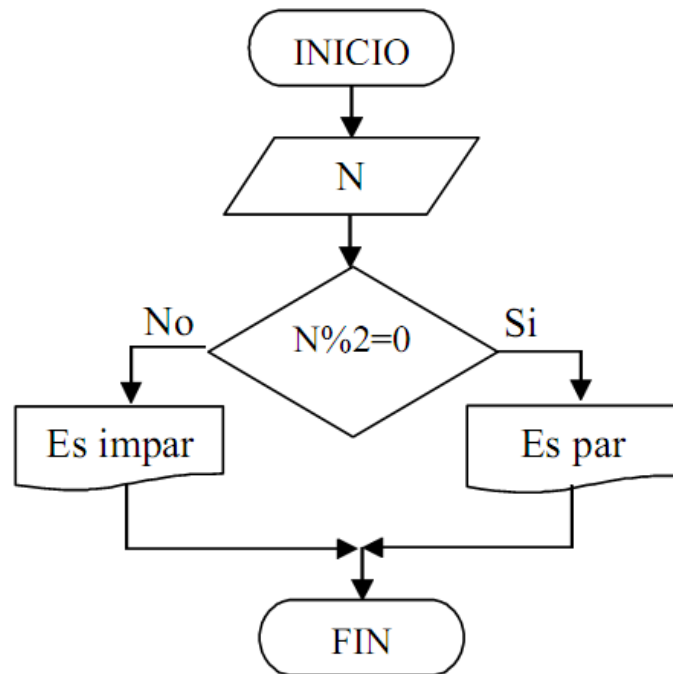 INICIO
N
N%2=0
No
Si
Es impar
Es par
FIN